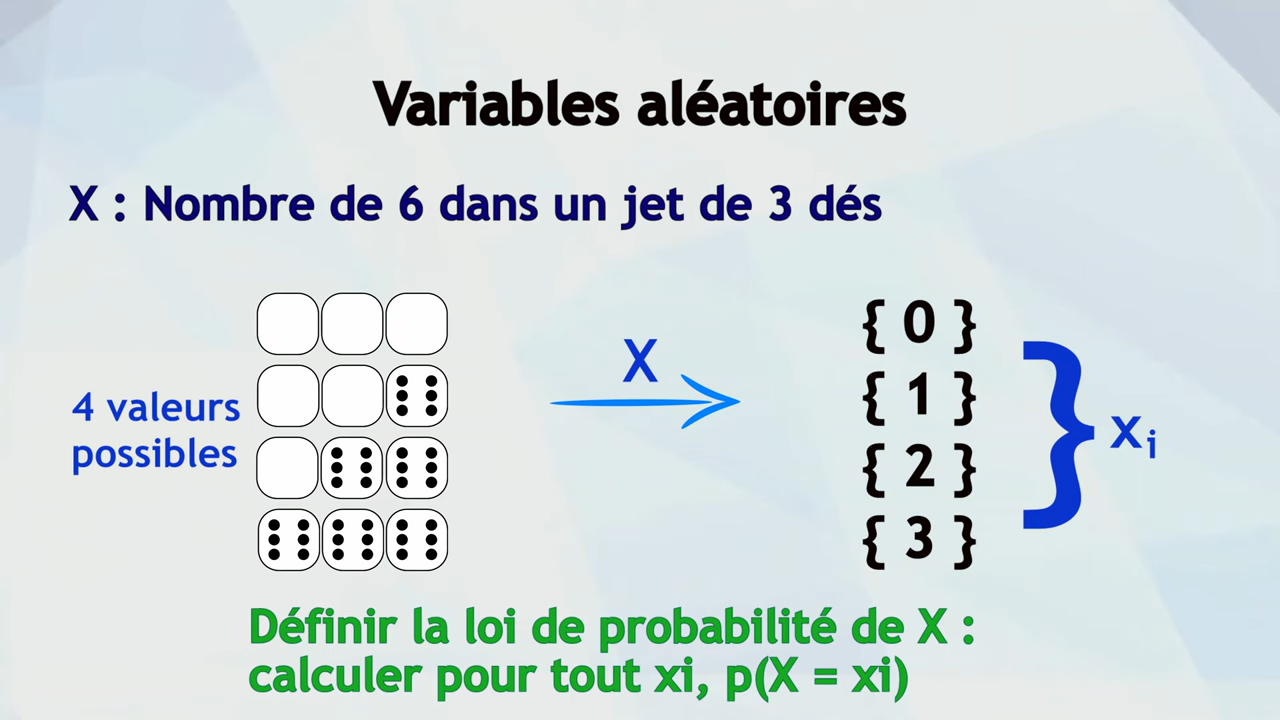 Variables aléatoires
X : Nombre de 6 dans un jet de 3 dés
4 valeurs
possibles
X
{ 0 }
{ 1 }
{ 2 }
{ 3 }
} xi
Définir la loi de probabilité de X :
calculer pour tout xi, p(X = xi)